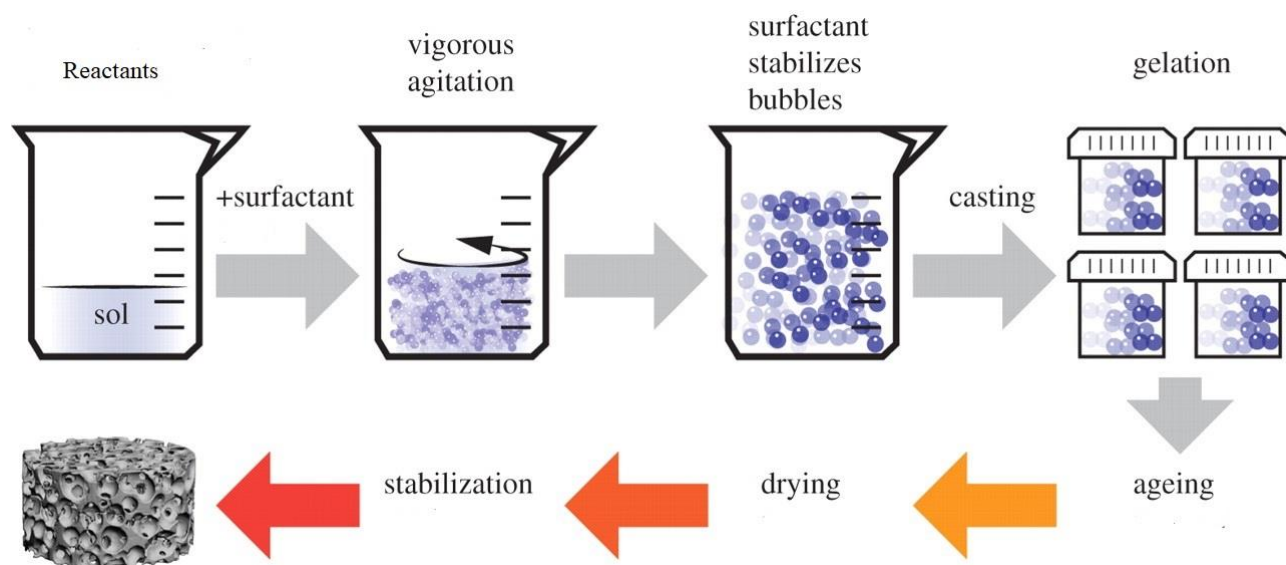 Reactants
vigorous
agitation
surfactant
stabilizes
bubbles
gelation
sol
+surfactant
casting
stabilization
drying
ageing